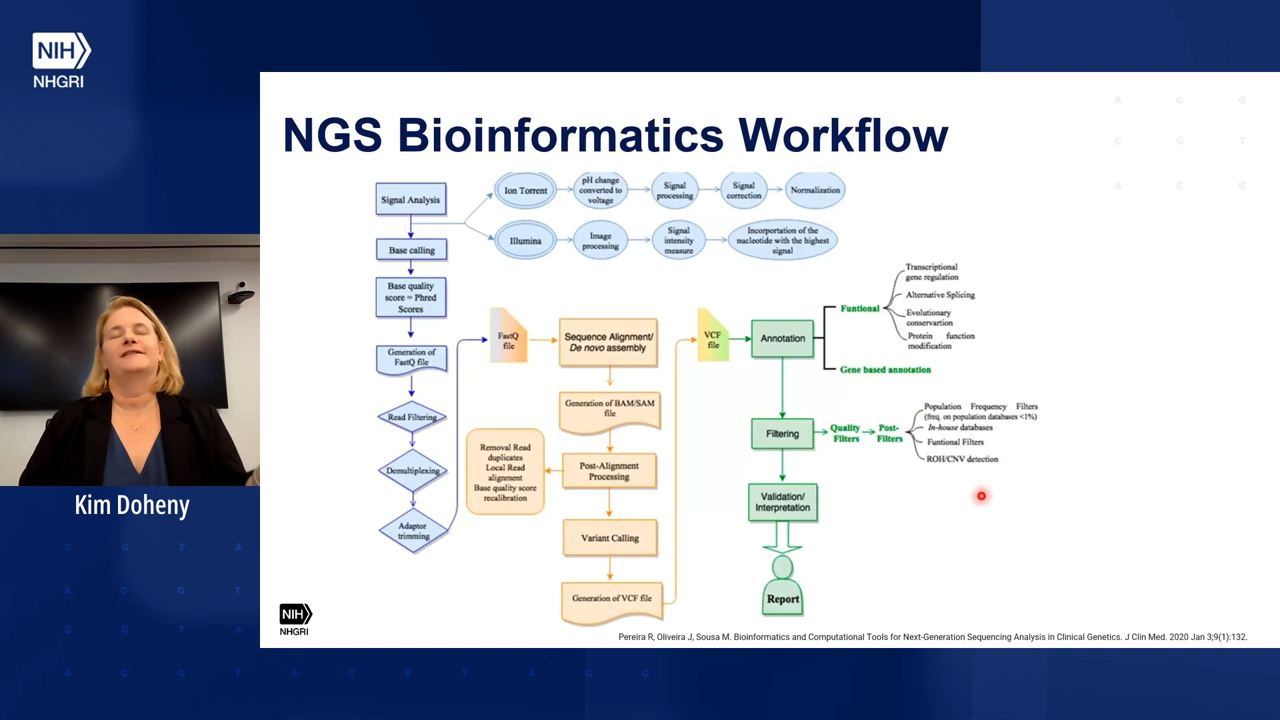 NIH
NHGRI
NGS Bioinformatics Workflow
Signal Analysis
Base calling
Base quality
score = Phred
Scores
Generation of
FastQ file
Read Filtering
Demultiplexing
Adaptor
trimming
Ion Torrent
pH change
converted to
voltage
Signal
processing
Signal
correction
Normalization
Illumina
Image
processing
Signal
intensity
measure
Incorportation of the
nucleotide with the highest
signal
FastQ
file
Sequence Alignment/
De novo assembly
Generation of BAM/SAM
file
Post-Alignment
Processing
Removal Read
duplicates
Local Read
alignment
Base quality score
recalibration
Variant Calling
Generation of VCF file
VCF
file
Annotation
Funtional
Transcriptional
gene regulation
Alternative Splicing
Evolutionary
conservartion
Protein function
modification
Gene based annotation
Filtering
Quality
Filters
Post-
Filters
Population Frequency Filters
(freq. on population databases <1%)
In-house databases
Funtional Filters
ROH/CNV detection
Validation/
Interpretation
Report
NIH
NHGRI
Pereira R, Oliveira J, Sousa M. Bioinformatics and Computational Tools for Next-Generation Sequencing Analysis in Clinical Genetics. J Clin Med. 2020 Jan 3;9(1):132.
Kim Doheny
A C G
C G T
A C G
C G T A
A C G T
C G T A
A C G T A C G T A C G